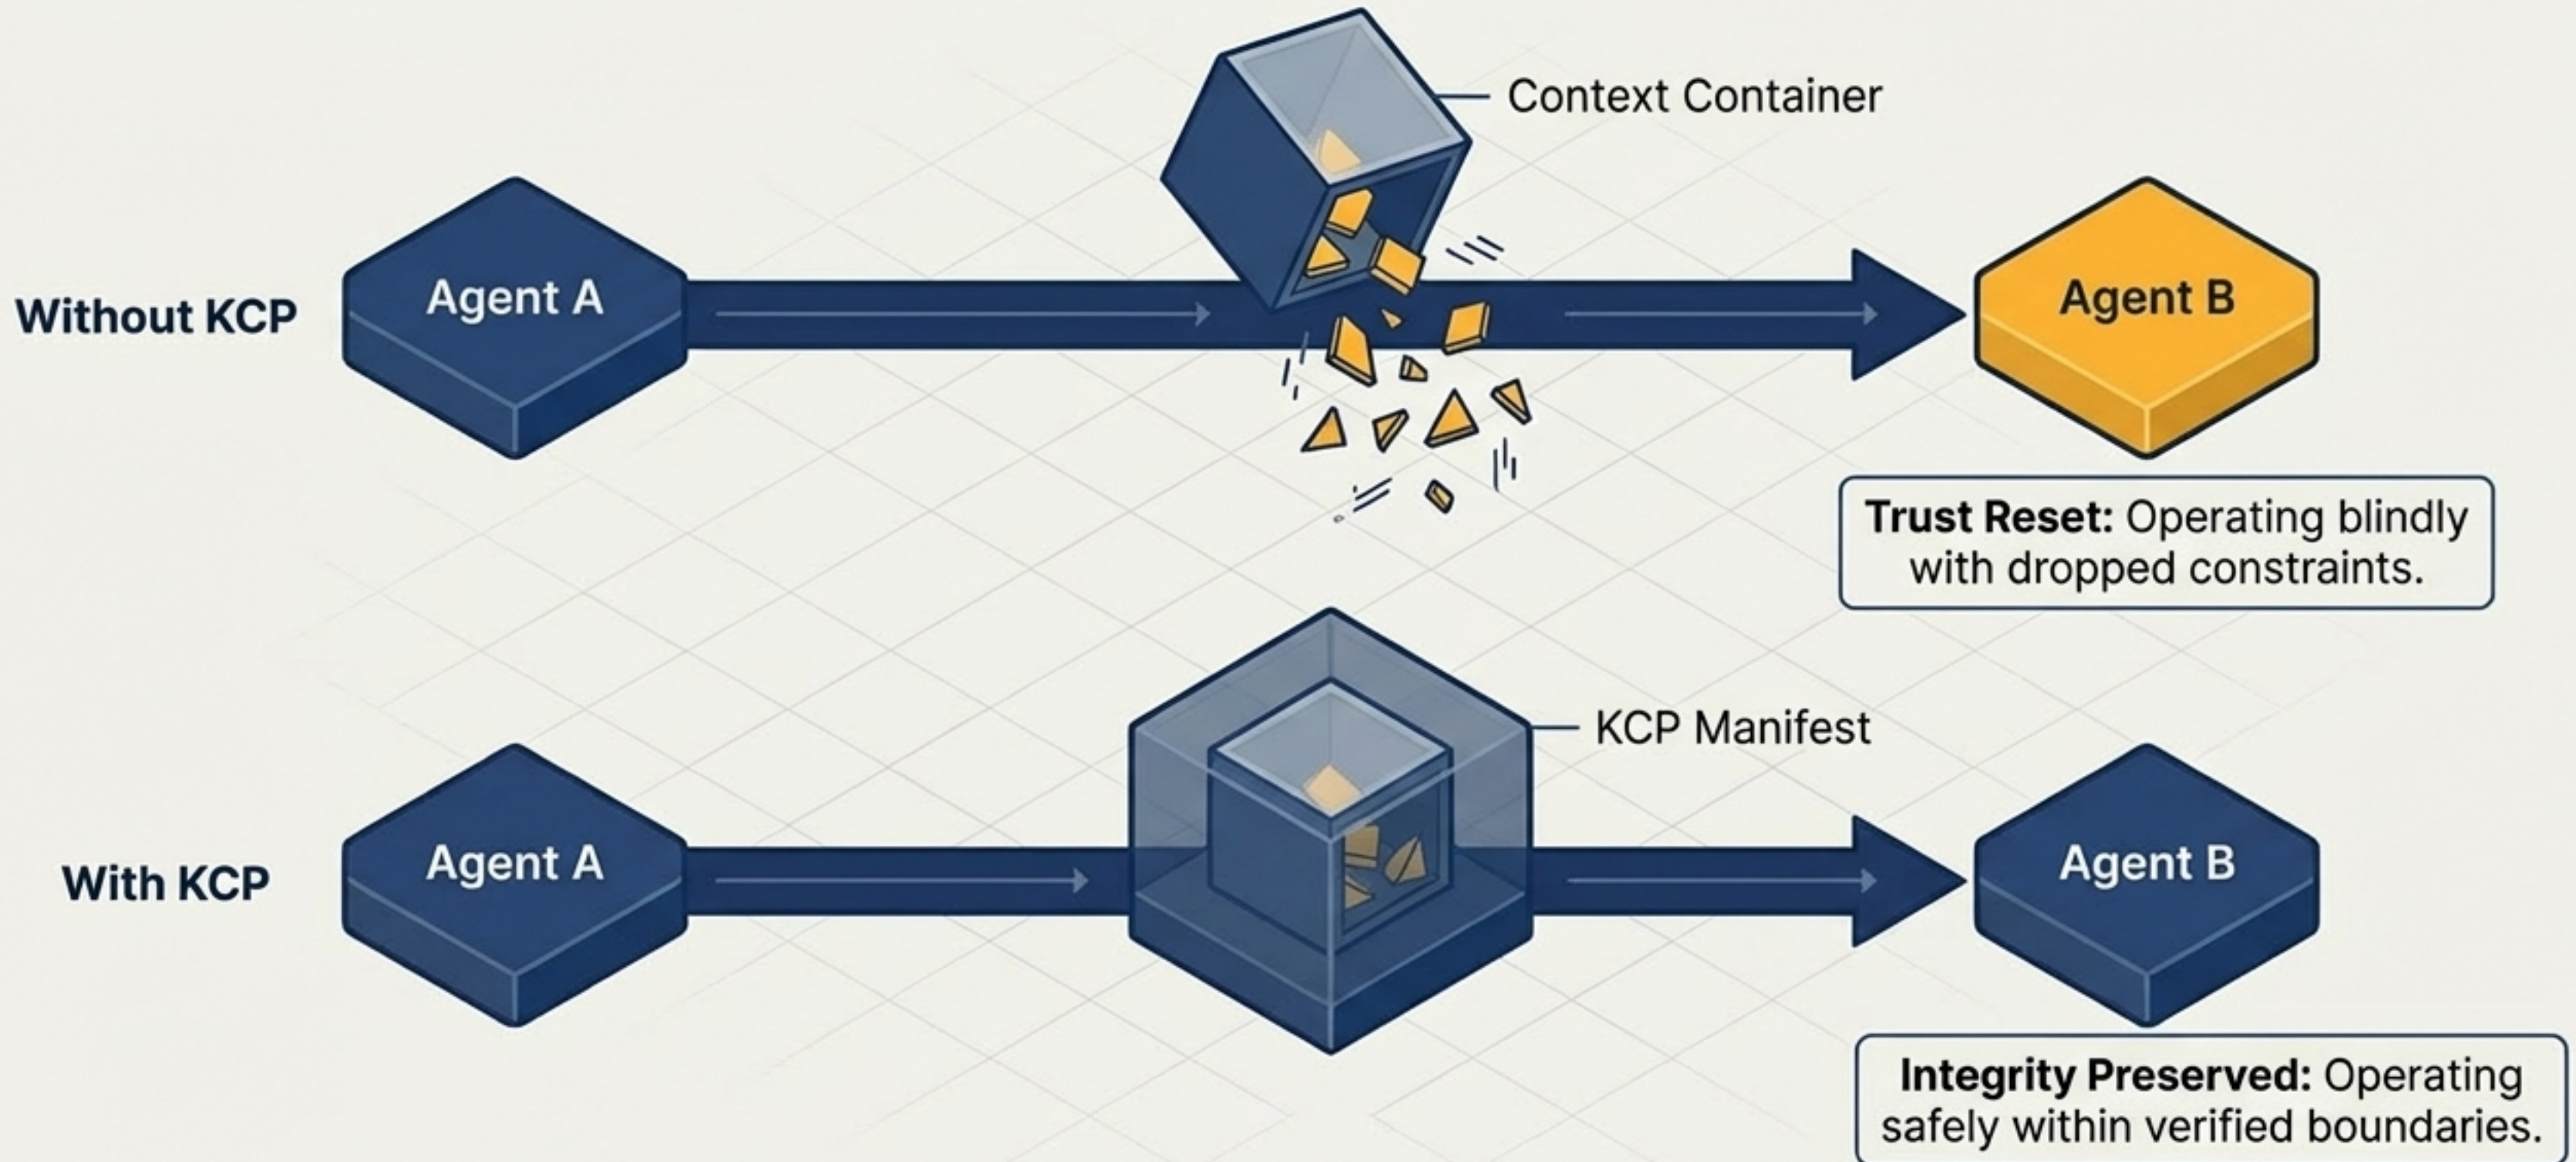 Context Container
Without KCP
Agent A
Agent B
Trust Reset: Operating blindly
with dropped constraints.
KCP Manifest
With KCP
Agent A
Agent B
Integrity Preserved: Operating
safely within verified boundaries.